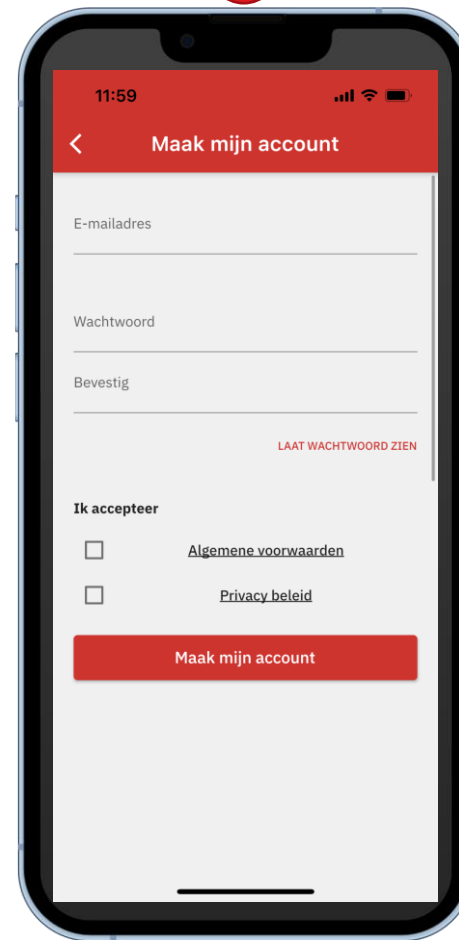 11:59
Maak mijn account
E-mailadres
Wachtwoord
Bevestig
LAAT WACHTWOORD ZIEN
Ik accepteer
Algemene voorwaarden
Privacy beleid
Maak mijn account